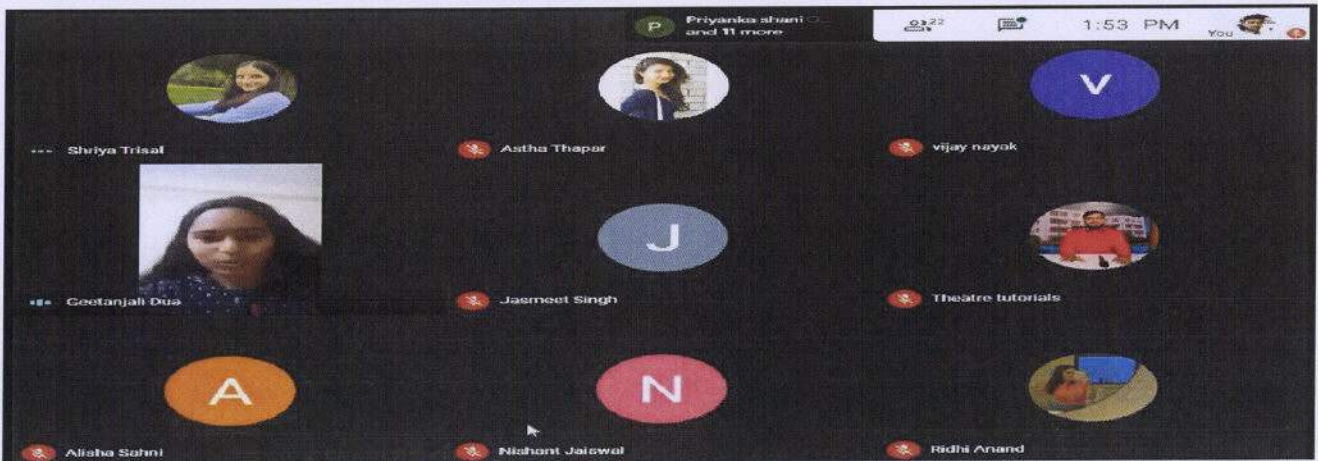 P
Priyanka shani G...
and 11 more
22
1:53 PM
You
V
Shriya Trisal
Astha Thapar
vijay nayak
J
Geetanjali Dua
Jasmeet Singh
Theatre tutorials
A
N
Alisha Sahni
Nishant Jaiswal
Ridhi Anand